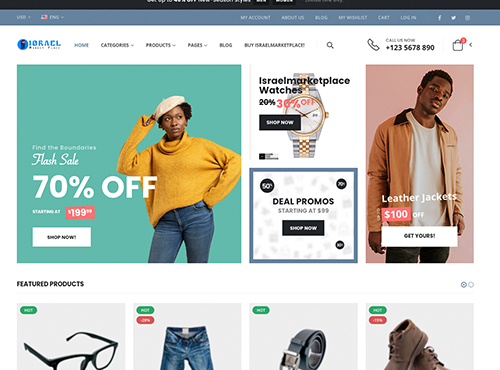 Get Up to 40% OFF New-Season Styles MEN WOMEN * Limited time only.
USD ENG MY ACCOUNT ABOUT US BLOG MY WISHLIST CART LOG IN
ISRAEL
Market Place
HOME CATEGORIES PRODUCTS PAGES BLOG BUY ISRAELMARKETPLACE!
CALL US NOW
+123 5678 890
Find the Boundaries
Flash Sale
70% OFF
STARTING AT $199⁹⁹
SHOP NOW!
Israelmarketplace
Watches
20% 30% OFF
SHOP NOW
50%
70%
DEAL PROMOS
STARTING AT $99
SHOP NOW
Leather Jackets
$100 OFF
GET YOURS!
FEATURED PRODUCTS
HOT
HOT
-20%
HOT
HOT
-15%